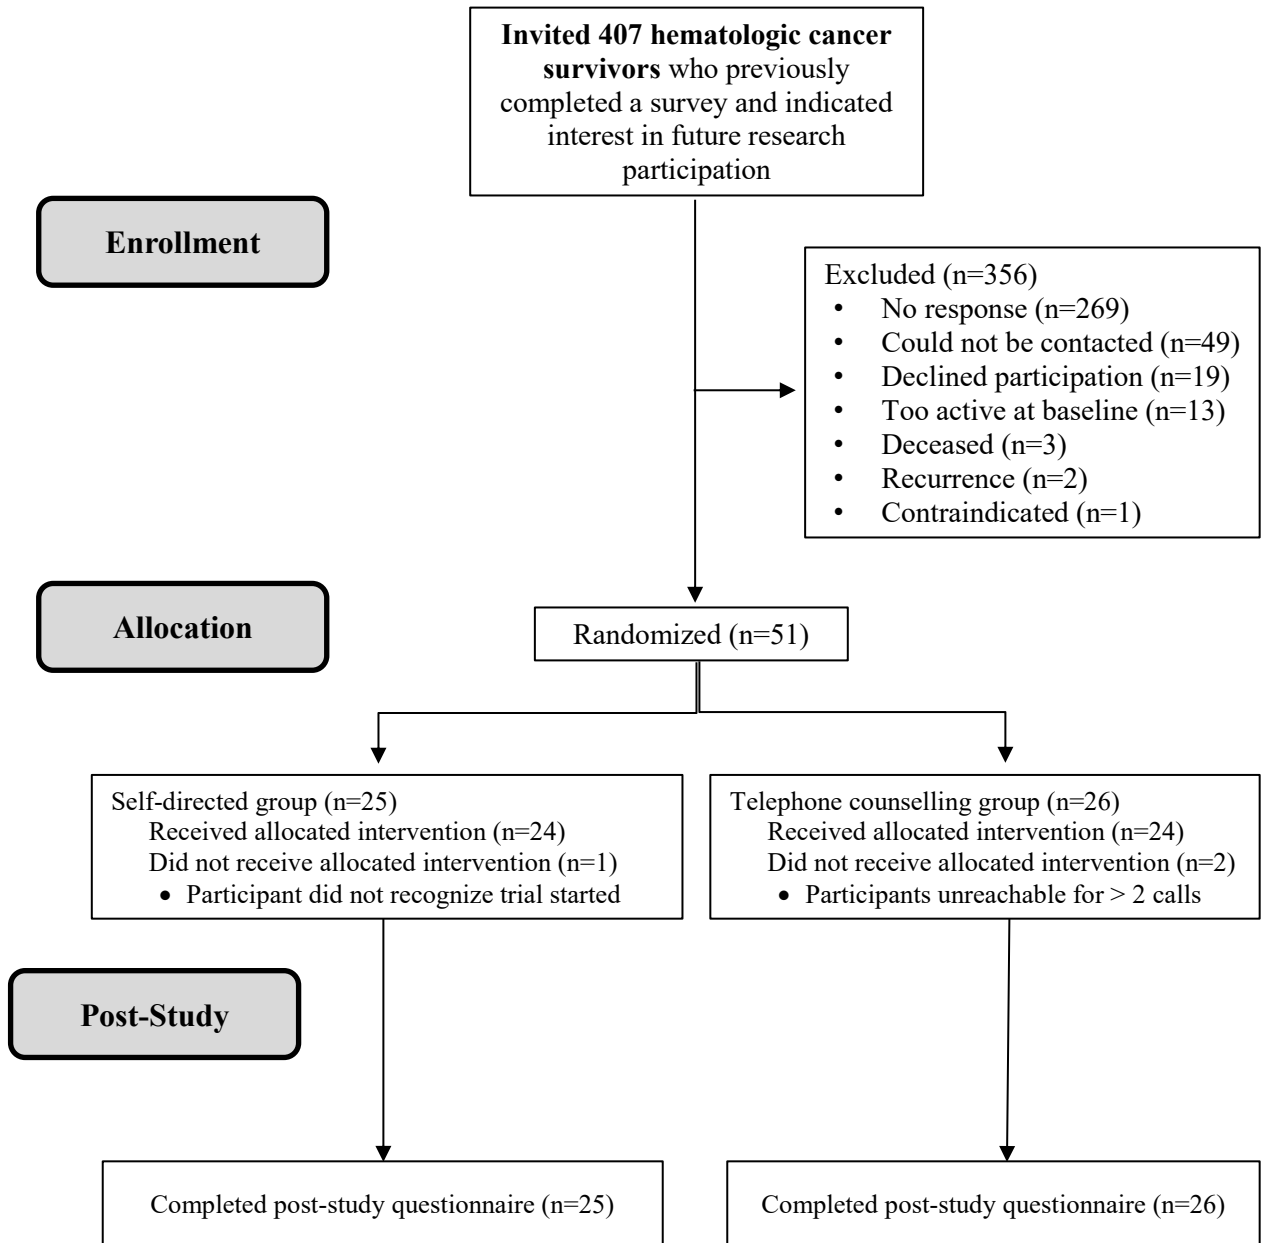 Invited 407 hematologic cancer
survivors who previously
completed a survey and indicated
interest in future research
participation
Enrollment
Excluded (n=356)
• No response (n=269)
• Could not be contacted (n=49)
• Declined participation (n=19)
• Too active at baseline (n=13)
• Deceased (n=3)
• Recurrence (n=2)
• Contraindicated (n=1)
Allocation
Randomized (n=51)
Self-directed group (n=25)
Received allocated intervention (n=24)
Did not receive allocated intervention (n=1)
• Participant did not recognize trial started
Telephone counselling group (n=26)
Received allocated intervention (n=24)
Did not receive allocated intervention (n=2)
• Participants unreachable for > 2 calls
Post-Study
Completed post-study questionnaire (n=25)
Completed post-study questionnaire (n=26)